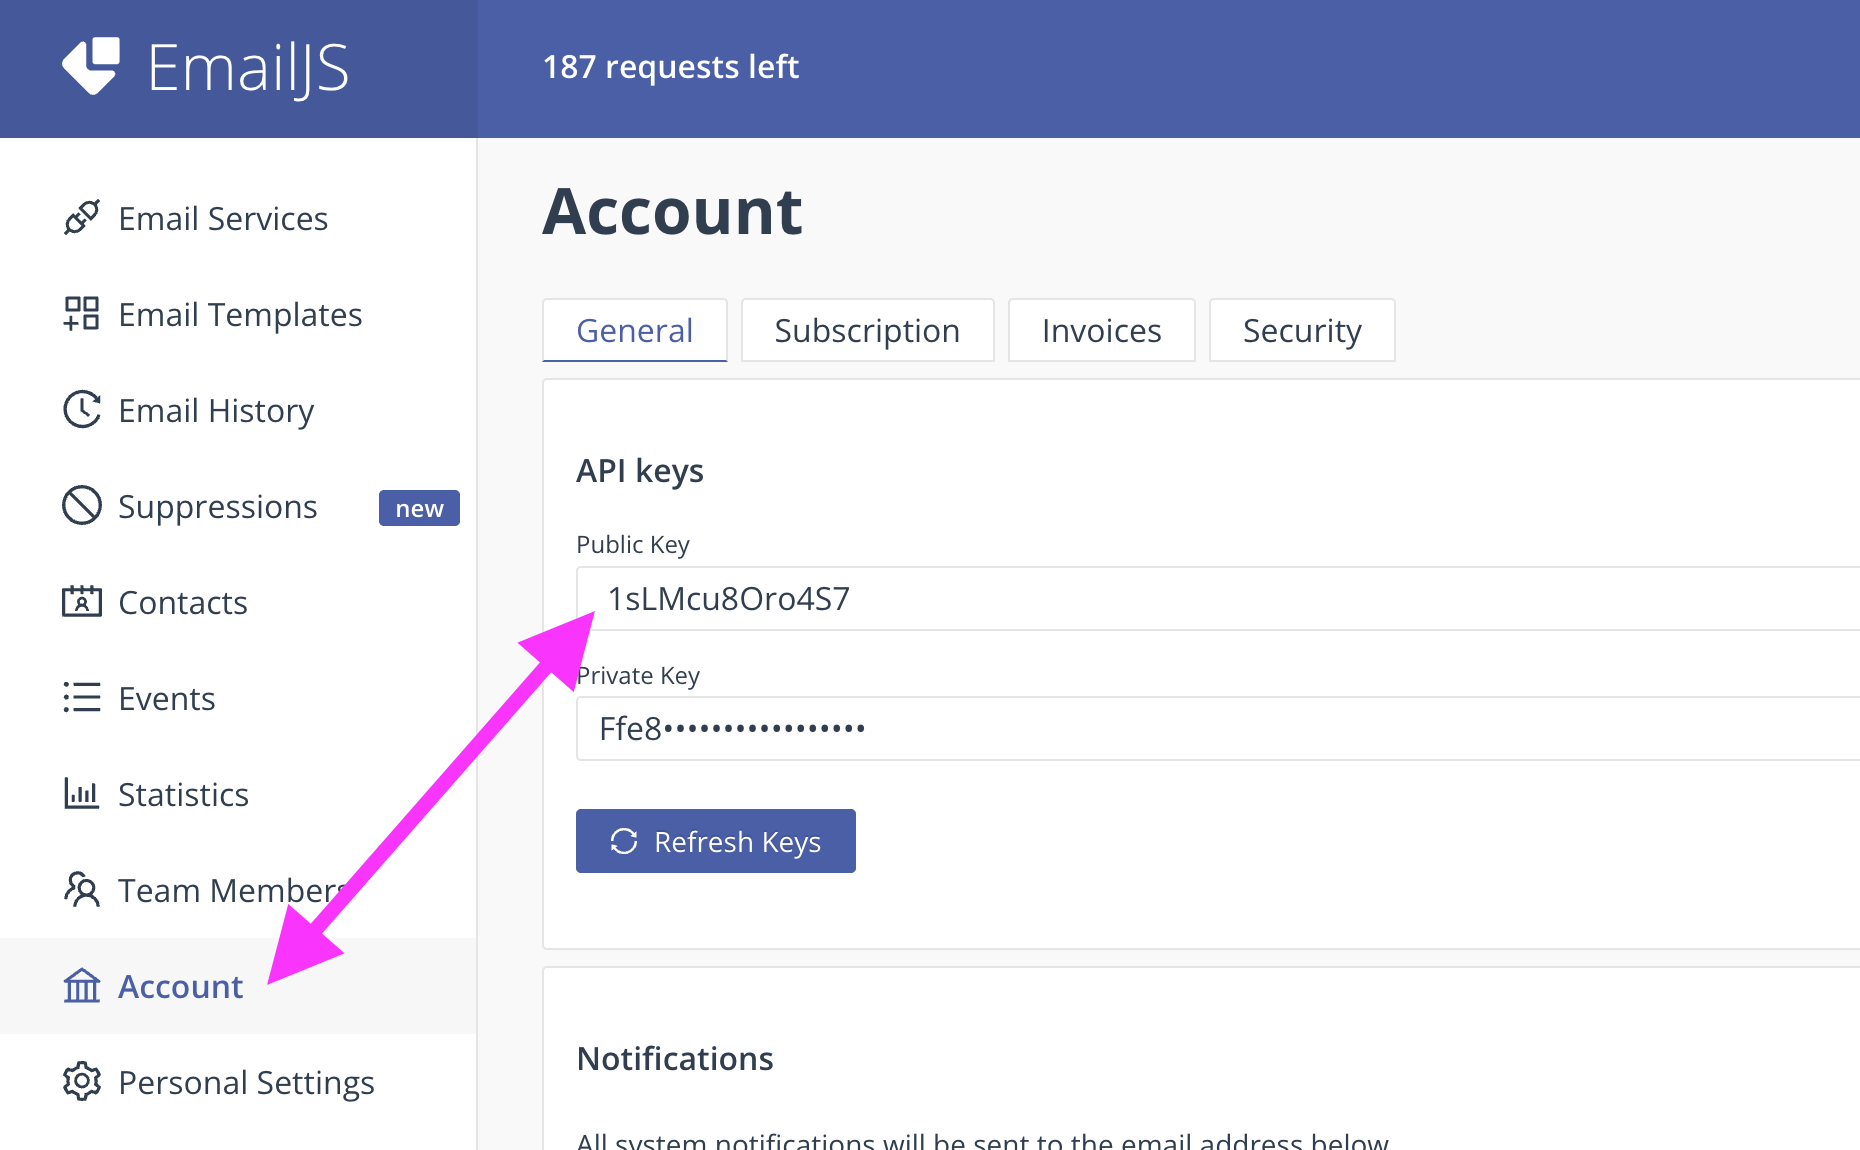 EmailJS
187 requests left
Email Services
Email Templates
Email History
Suppressions new
Contacts
Events
Statistics
Team Members
Account
Personal Settings
Account
General Subscription Invoices Security
API keys
Public Key
1sLMcu8Oro4S7
Private Key
Ffe8•••••••••••••••••
Refresh Keys
Notifications
All system notifications will be sent to the email address below